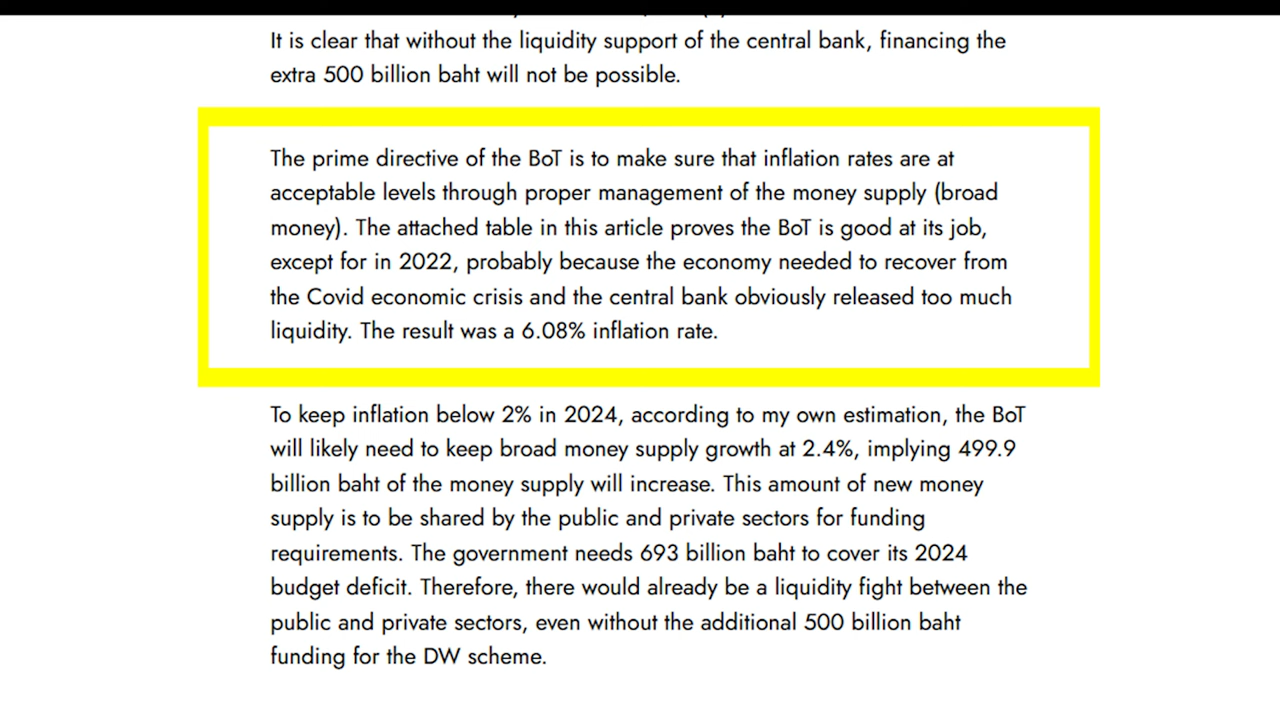 It is clear that without the liquidity support of the central bank, financing the
extra 500 billion baht will not be possible.
The prime directive of the BoT is to make sure that inflation rates are at
acceptable levels through proper management of the money supply (broad
money). The attached table in this article proves the BoT is good at its job,
except for in 2022, probably because the economy needed to recover from
the Covid economic crisis and the central bank obviously released too much
liquidity. The result was a 6.08% inflation rate.
To keep inflation below 2% in 2024, according to my own estimation, the BoT
will likely need to keep broad money supply growth at 2.4%, implying 499.9
billion baht of the money supply will increase. This amount of new money
supply is to be shared by the public and private sectors for funding
requirements. The government needs 693 billion baht to cover its 2024
budget deficit. Therefore, there would already be a liquidity fight between the
public and private sectors, even without the additional 500 billion baht
funding for the DW scheme.